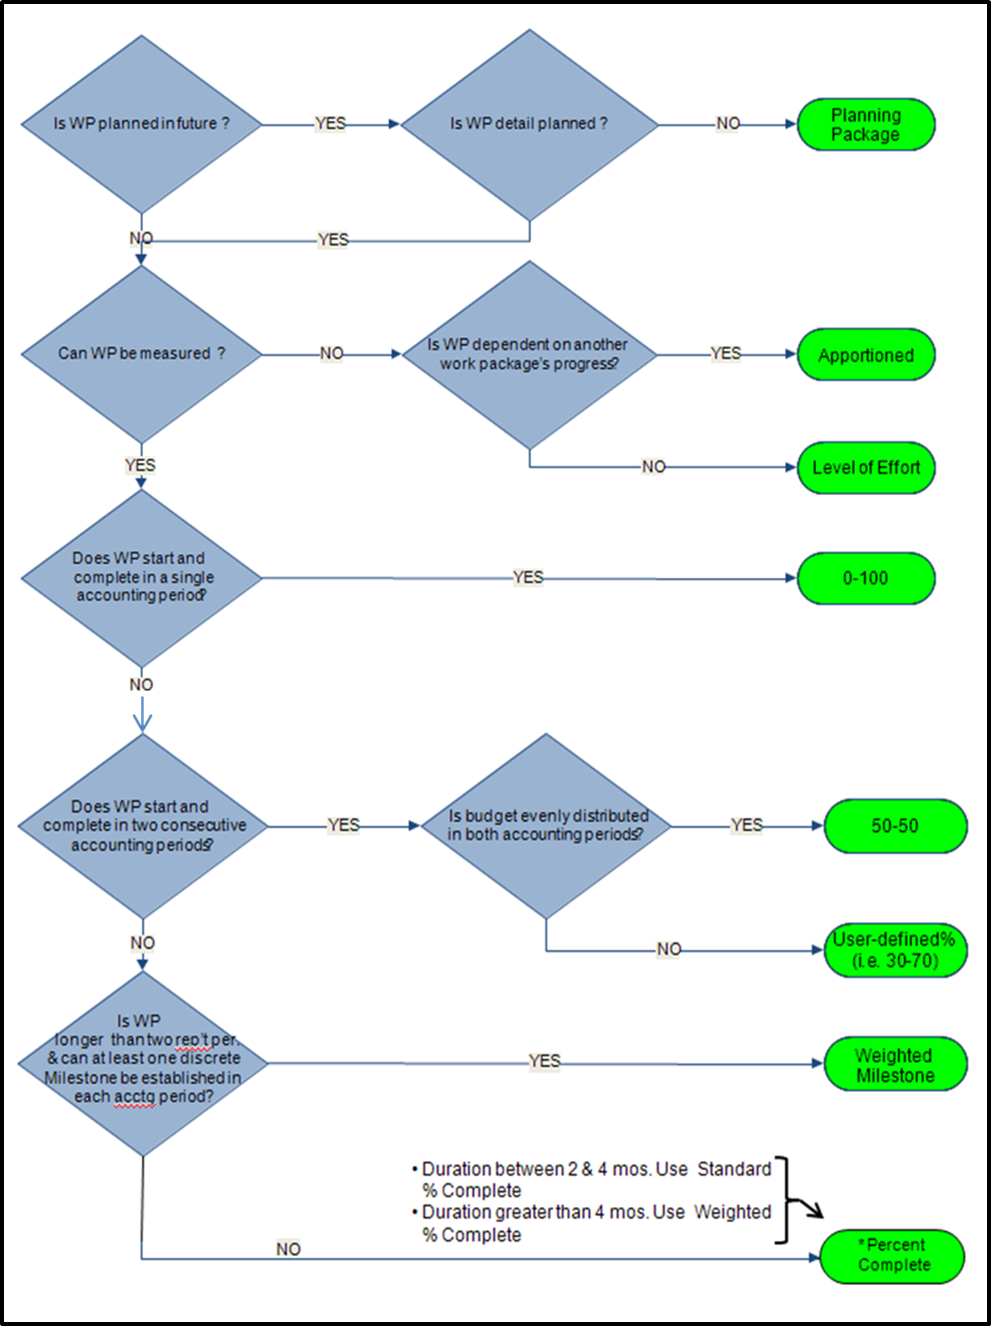 Is WP planned in future ?
YES
Is WP detail planned ?
NO
Planning
Package
NO
YES
Can WP be measured ?
NO
Is WP dependent on another
work package's progress?
YES
Apportioned
NO
Level of Effort
YES
Does WP start and
complete in a single
accounting period?
YES
0-100
NO
Does WP start and
complete in two consecutive
accounting periods?
YES
Is budget evenly distributed
in both accounting periods?
YES
50-50
NO
User-defined%
(i.e. 30-70)
NO
Is WP
longer than two rep't per.
& can at least one discrete
Milestone be established in
each acctg period?
YES
Weighted
Milestone
• Duration between 2 & 4 mos. Use Standard
% Complete
• Duration greater than 4 mos. Use Weighted
% Complete
NO
*Percent
Complete